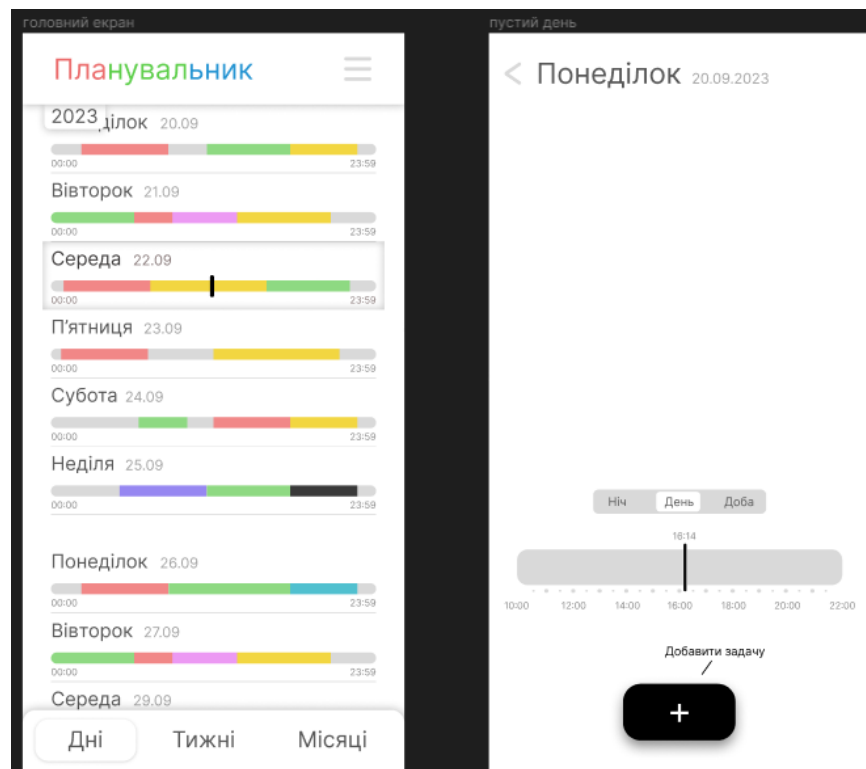 головний екран
Планувальник
2023
ділок 20.09
00:00 23:59
Вівторок 21.09
00:00 23:59
Середа 22.09
00:00 23:59
П'ятниця 23.09
00:00 23:59
Субота 24.09
00:00 23:59
Неділя 25.09
00:00 23:59
Понеділок 26.09
00:00 23:59
Вівторок 27.09
00:00 23:59
Середа 29.09
Дні Тижні Місяці
пустий день
< Понеділок 20.09.2023
Ніч День Доба
16:14
10:00 12:00 14:00 16:00 18:00 20:00 22:00
Добавити задачу
+